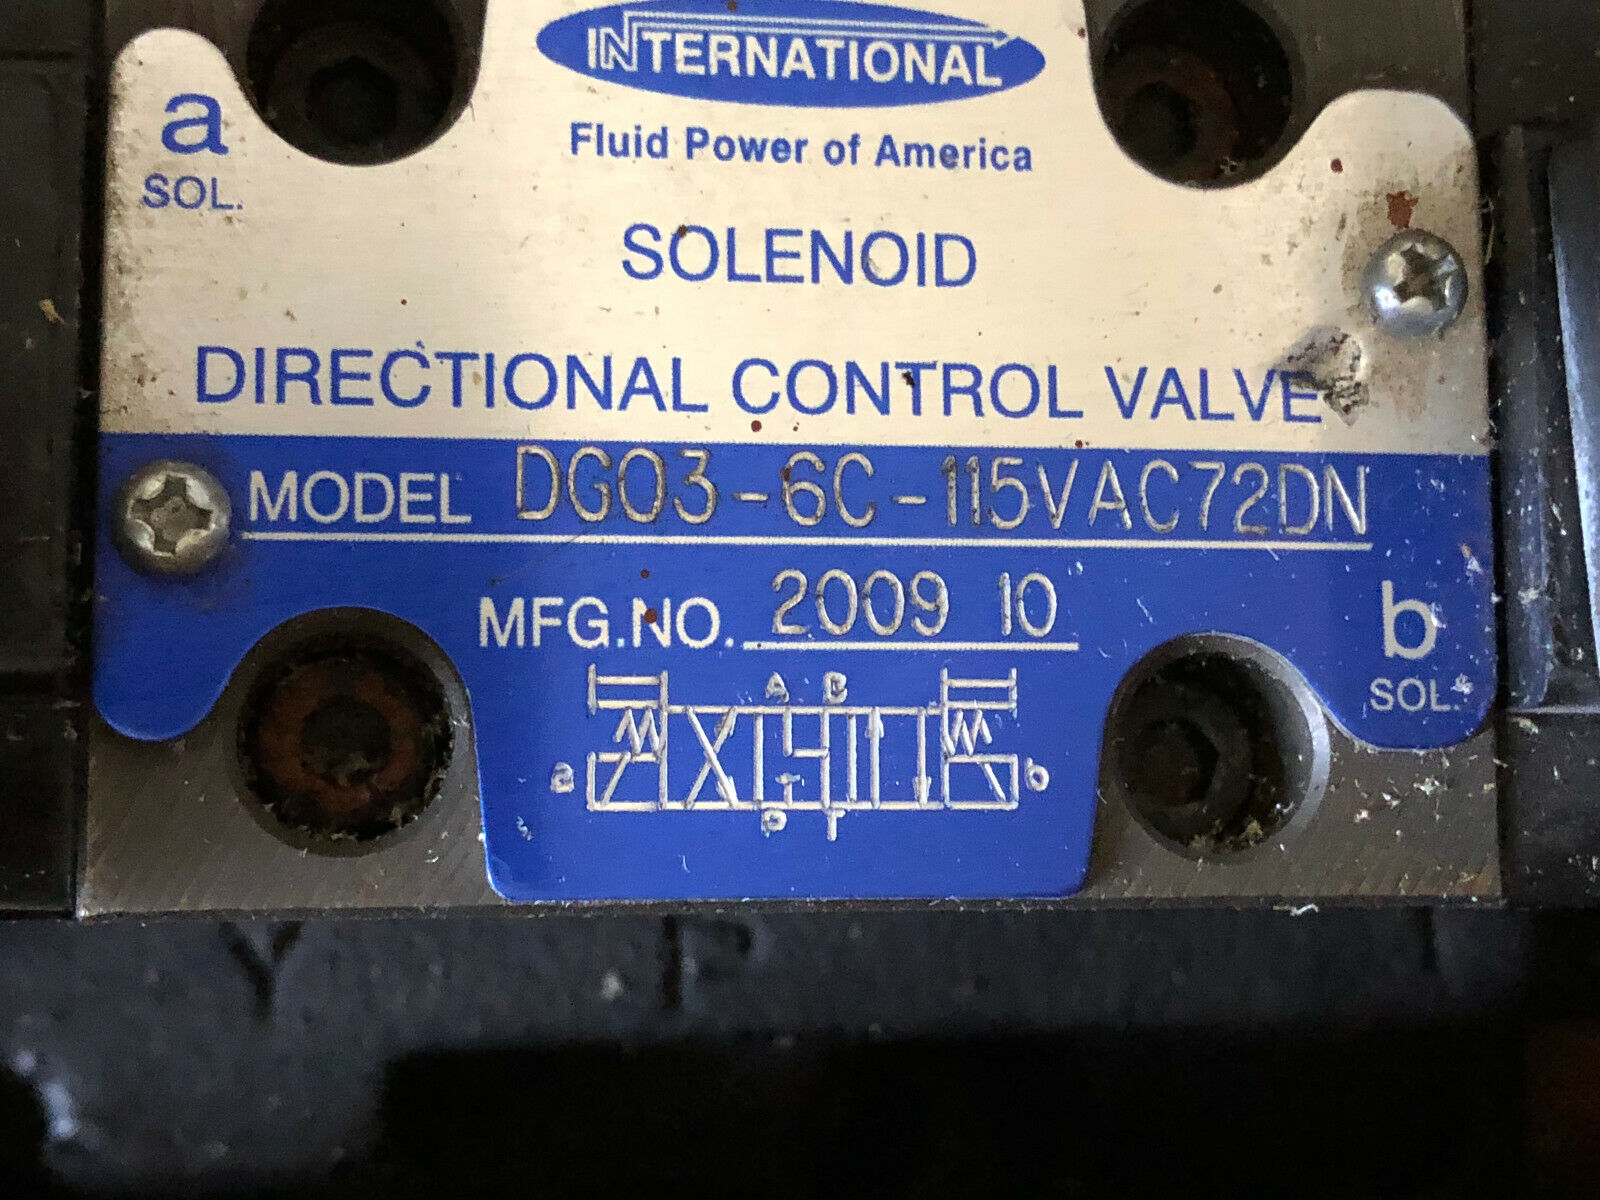 INTERNATIONAL
Fluid Power of America
a
SOL.
SOLENOID
DIRECTIONAL CONTROL VALVE
MODEL DG03-6C-115VAC72DN
MFG.NO. 2009 10
b
SOL.
A B
a b
P T